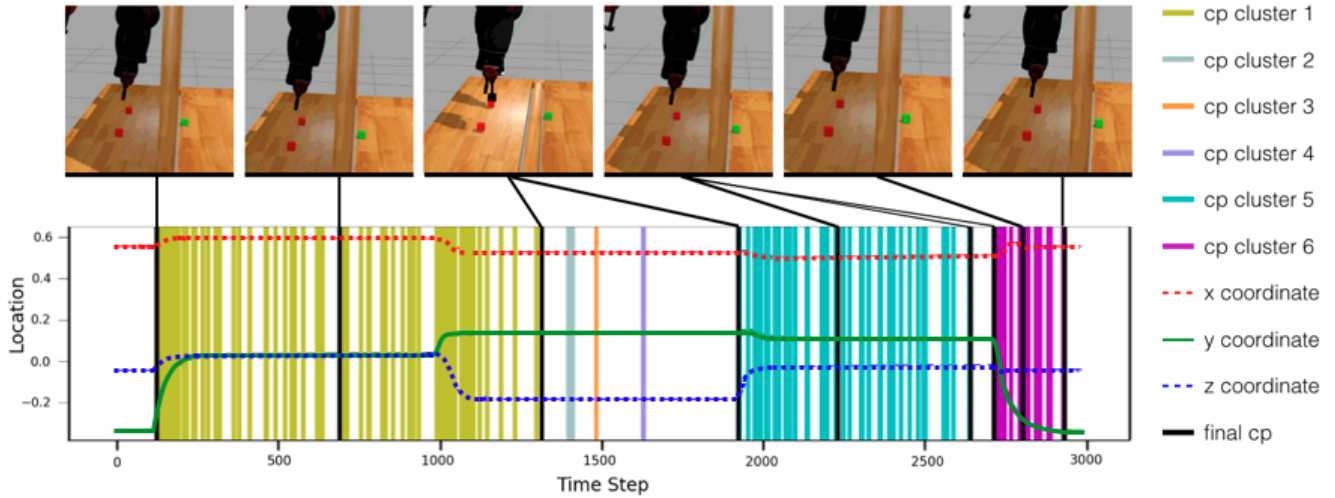 cp cluster 1
cp cluster 2
cp cluster 3
cp cluster 4
cp cluster 5
cp cluster 6
x coordinate
y coordinate
z coordinate
final cp
Location
0.6
0.4
0.2
0.0
−0.2
0
500
1000
1500
2000
2500
3000
Time Step